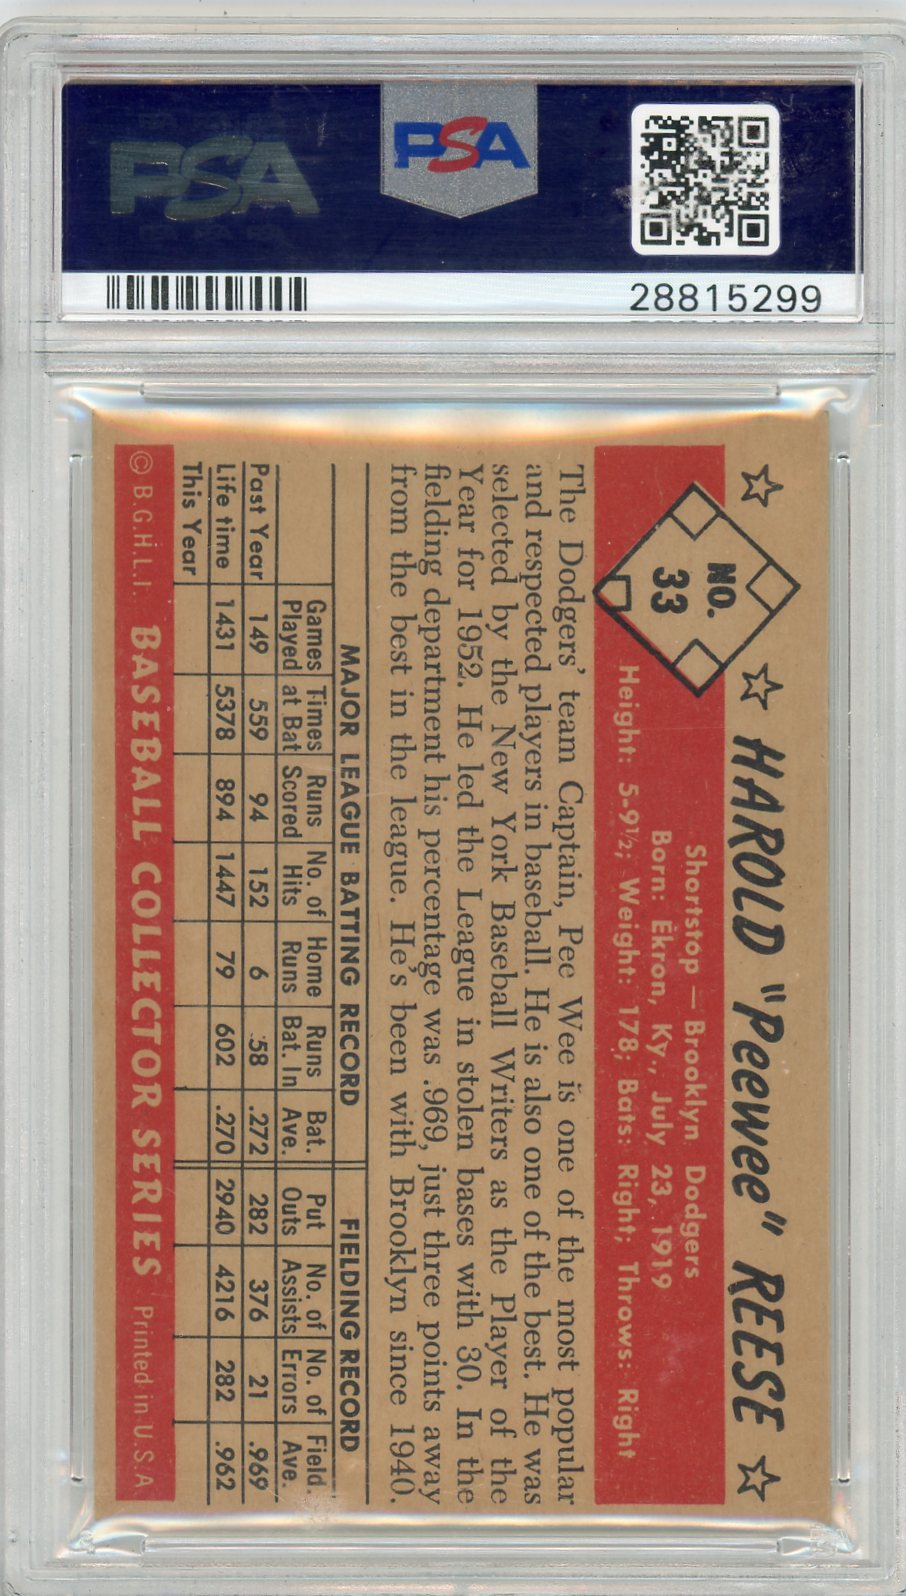 PSA
PSA
28815299
NO. 33
HAROLD "Peewee" REESE
Shortstop — Brooklyn Dodgers
Born: Ekron, Ky., July 23, 1919
Height: 5-9½; Weight: 178; Bats: Right; Throws: Right
The Dodgers' team Captain, Pee Wee is one of the most popular
and respected players in baseball. He is also one of the best. He was
selected by the New York Baseball Writers as the Player of the
Year for 1952. He led the League in stolen bases with 30. In the
fielding department his percentage was .969, just three points away
from the best in the league. He's been with Brooklyn since 1940.
MAJOR LEAGUE BATTING RECORD FIELDING RECORD
Games Times Runs No. of Home Runs Bat. Put No. of No. of Field.
Played at Bat Scored Hits Runs Bat. In Ave. Outs Assists Errors Ave.
Past Year 149 559 94 152 6 58 .272 282 376 21 .969
Life time 1431 5378 894 1447 79 602 .270 2940 4216 282 .962
This Year
© B.G.H.L.I. BASEBALL COLLECTOR SERIES Printed in U.S.A